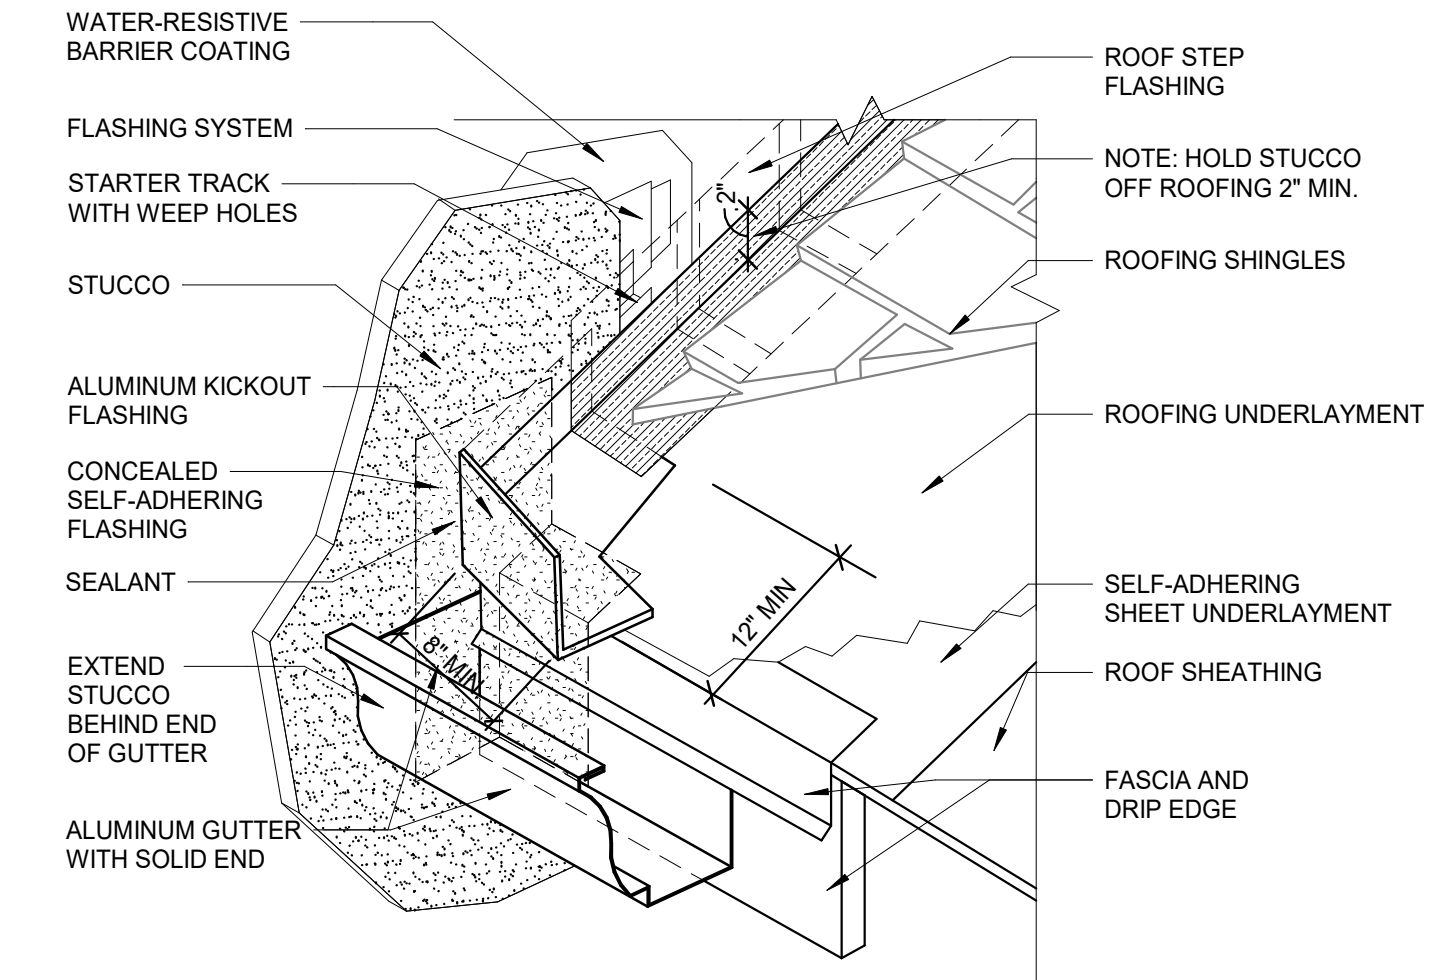 WATER-RESISTIVE
BARRIER COATING
FLASHING SYSTEM
STARTER TRACK
WITH WEEP HOLES
STUCCO
ALUMINUM KICKOUT
FLASHING
CONCEALED
SELF-ADHERING
FLASHING
SEALANT
EXTEND
STUCCO
BEHIND END
OF GUTTER
ALUMINUM GUTTER
WITH SOLID END
2"
8" MIN.
12" MIN
ROOF STEP
FLASHING
NOTE: HOLD STUCCO
OFF ROOFING 2" MIN.
ROOFING SHINGLES
ROOFING UNDERLAYMENT
SELF-ADHERING
SHEET UNDERLAYMENT
ROOF SHEATHING
FASCIA AND
DRIP EDGE